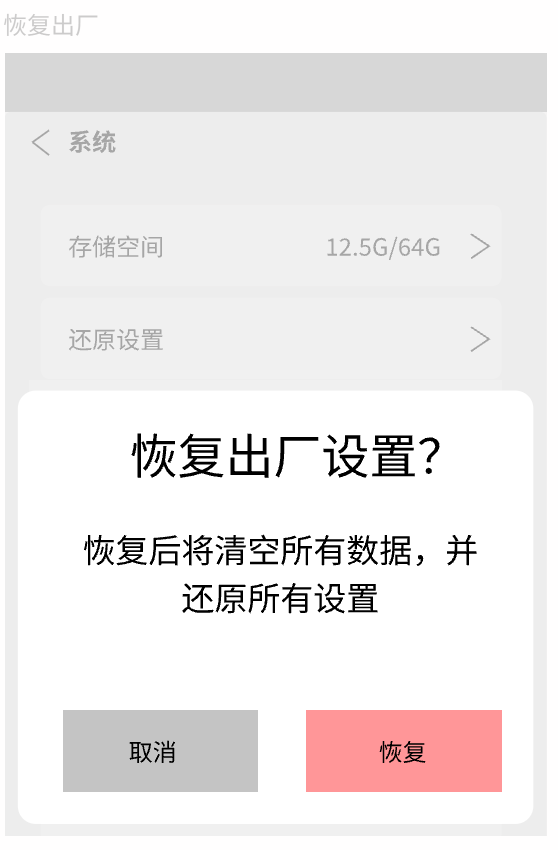 恢复出厂
系统
存储空间 12.5G/64G
还原设置
恢复出厂设置？
恢复后将清空所有数据，并
还原所有设置
取消 恢复